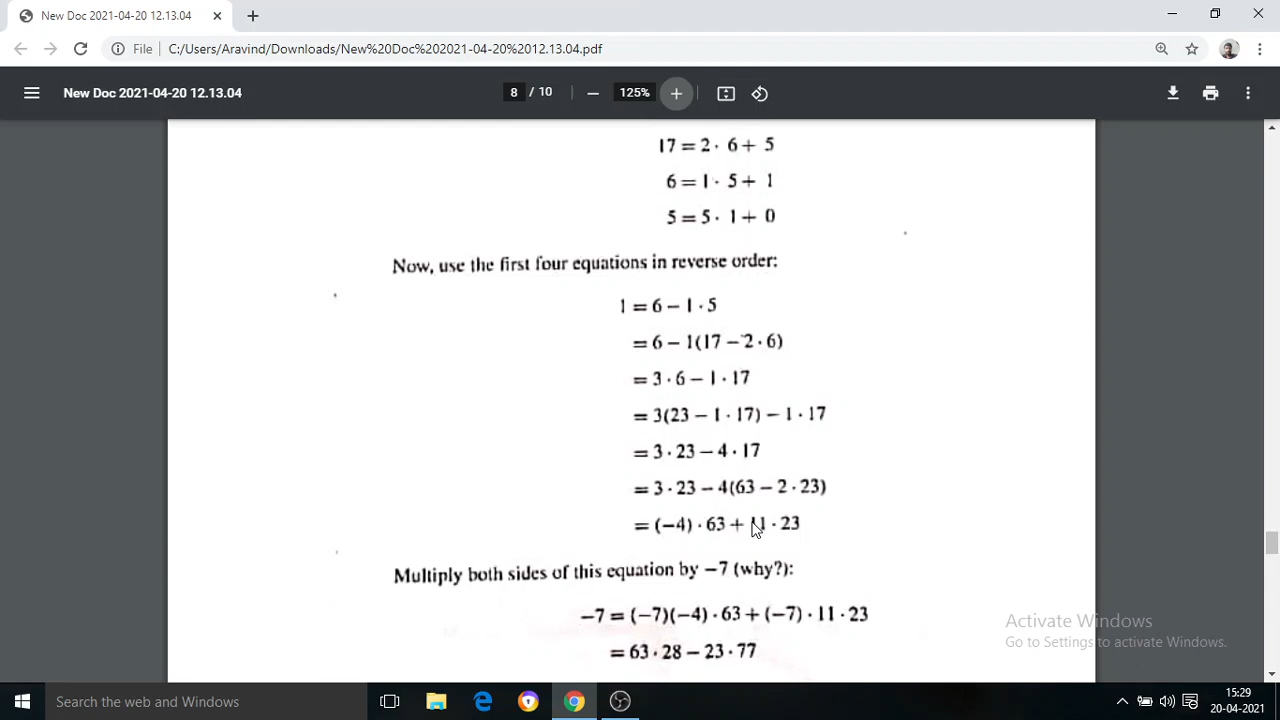 New Doc 2021-04-20 12.13.04
File C:/Users/Aravind/Downloads/New%20Doc%202021-04-20%2012.13.04.pdf
New Doc 2021-04-20 12.13.04 8 / 10 125%
17 = 2 · 6 + 5
6 = 1 · 5 + 1
5 = 5 · 1 + 0
Now, use the first four equations in reverse order:
1 = 6 − 1 · 5
= 6 − 1(17 − 2 · 6)
= 3 · 6 − 1 · 17
= 3(23 − 1 · 17) − 1 · 17
= 3 · 23 − 4 · 17
= 3 · 23 − 4(63 − 2 · 23)
= (−4) · 63 + 11 · 23
Multiply both sides of this equation by −7 (why?):
−7 = (−7)(−4) · 63 + (−7) · 11 · 23
= 63 · 28 − 23 · 77
Activate Windows
Go to Settings to activate Windows.
Search the web and Windows
15:29
20-04-2021